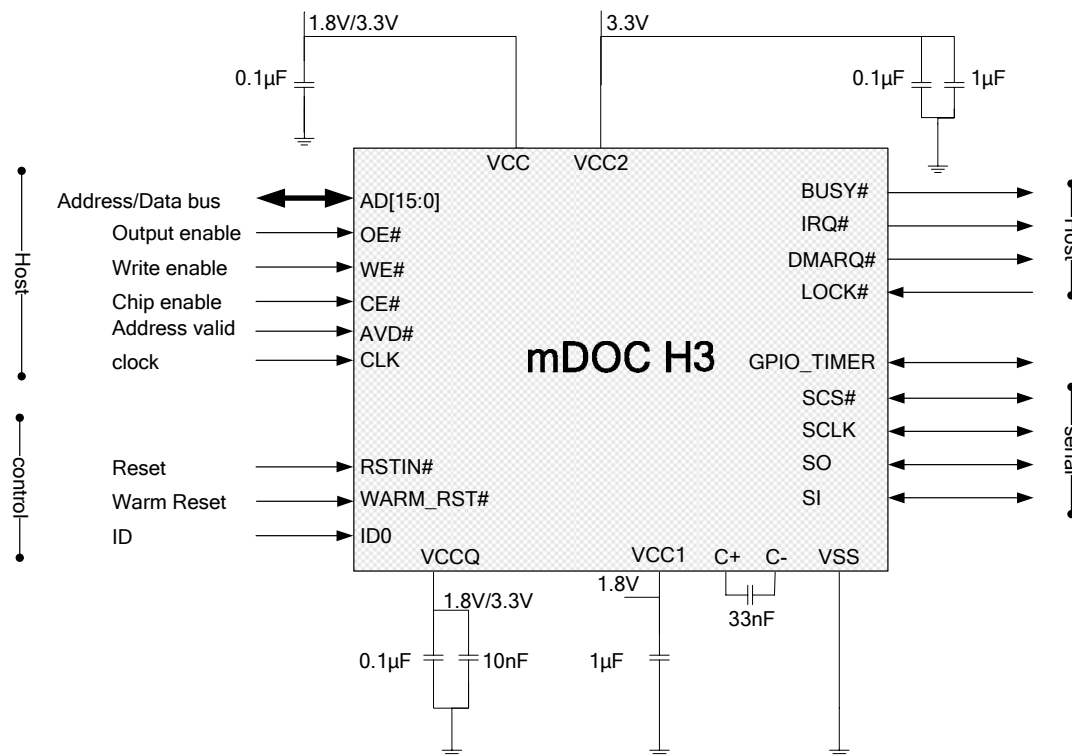 1.8V/3.3V
3.3V
0.1µF
0.1µF
1µF
VCC
VCC2
Host
Address/Data bus
AD[15:0]
Output enable
OE#
Write enable
WE#
Chip enable
CE#
Address valid
AVD#
clock
CLK
mDOC H3
BUSY#
IRQ#
DMARQ#
LOCK#
Host
GPIO_TIMER
SCS#
SCLK
SO
SI
serial
control
Reset
RSTIN#
Warm Reset
WARM_RST#
ID
ID0
VCCQ
VCC1
C+
C-
VSS
1.8V/3.3V
1.8V
33nF
0.1µF
10nF
1µF